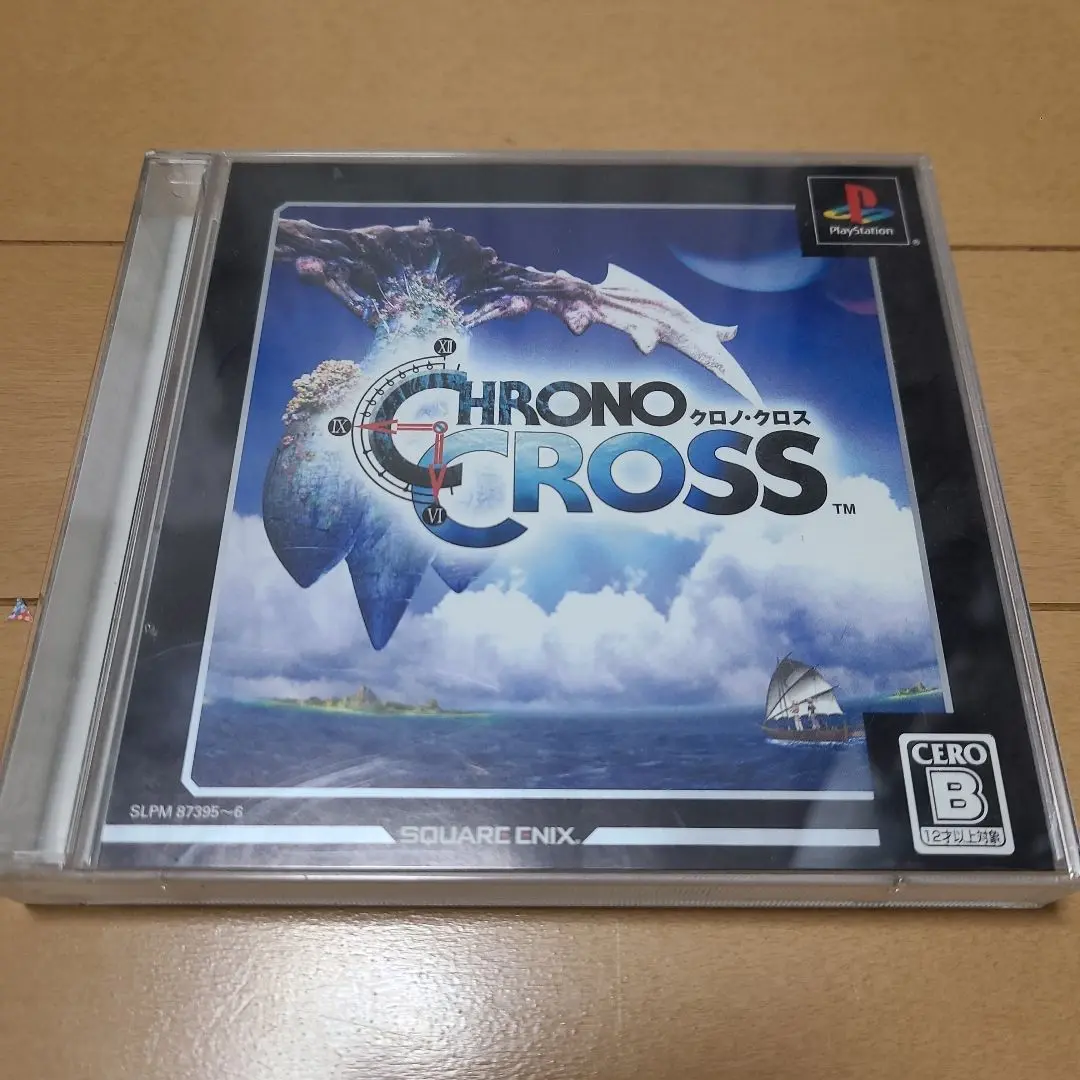 PlayStation
®
XII
CHRONO
クロノ・クロス
IX
CROSS
TM
VI
CERO
B
12才以上対象
SLPM 87395~6
SQUARE ENIX®